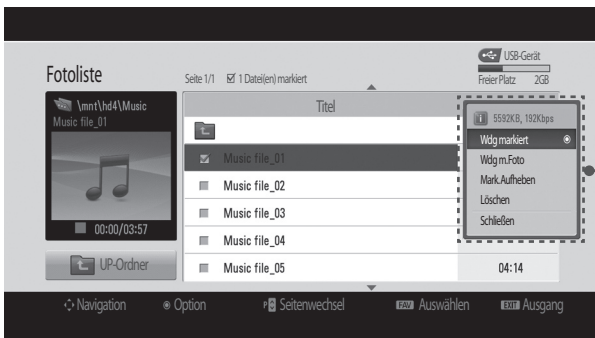 USB-Gerät
Fotoliste
Seite 1/1 1 Datei(en) markiert
Freier Platz 2GB
\mnt\hd4\Music
Music file_01
Titel
5592KB, 192Kbps
Wdg markiert
Wdg m.Foto
Mark.Aufheben
Löschen
Schließen
Music file_01
Music file_02
Music file_03
Music file_04
Music file_05 04:14
00:00/03:57
UP-Ordner
Navigation Option P Seitenwechsel FAV Auswählen EXIT Ausgang